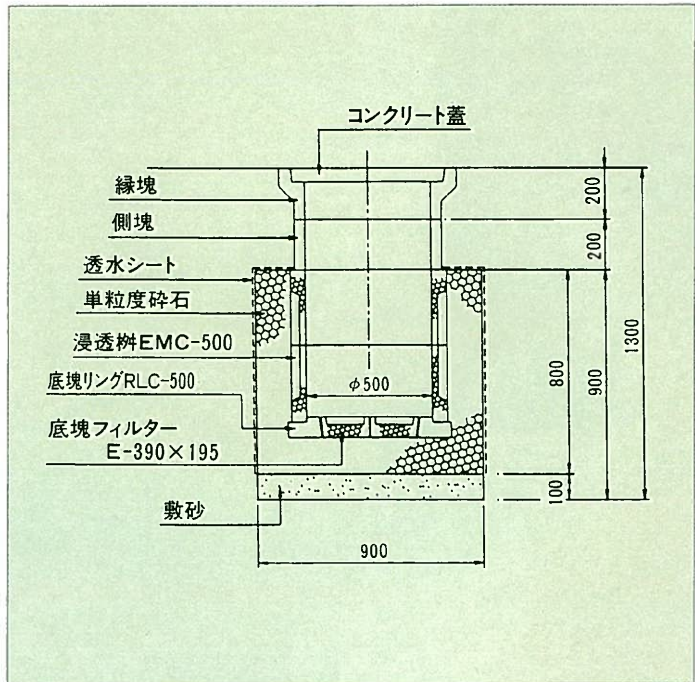 コンクリート蓋
縁塊
側塊
透水シート
単粒度砕石
浸透桝EMC-500
底塊リングRLC-500
底塊フィルター
E-390×195
敷砂
φ500
200
200
800
100
900
1300
900